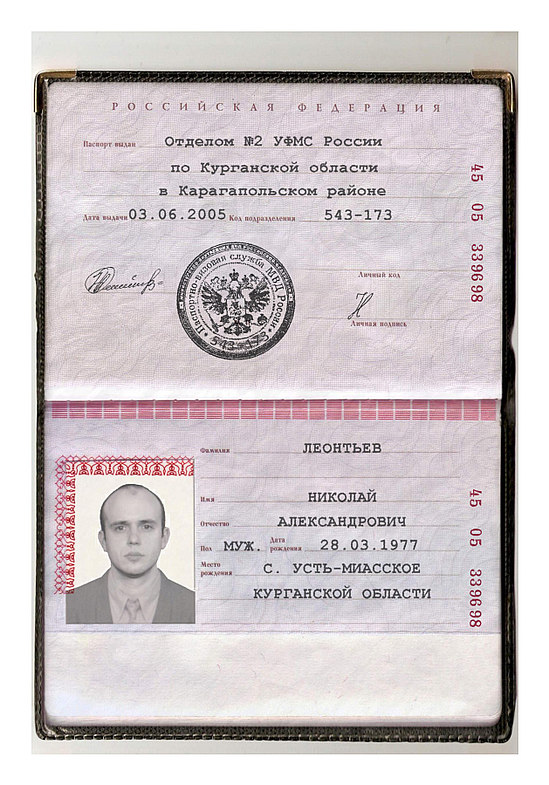 РОССИЙСКАЯ ФЕДЕРАЦИЯ
Паспорт выдан Отделом №2 УФМС России
по Курганской области
в Карагапольском районе
Дата выдачи 03.06.2005 Код подразделения 543-173
45 05 339698
Паспортно-визовая служба МВД России
543-173
Личный код
Личная подпись
Фамилия ЛЕОНТЬЕВ
Имя НИКОЛАЙ
Отчество АЛЕКСАНДРОВИЧ
Пол МУЖ. Дата рождения 28.03.1977
Место рождения С. УСТЬ-МИАССКОЕ
КУРГАНСКОЙ ОБЛАСТИ
45 05 339698